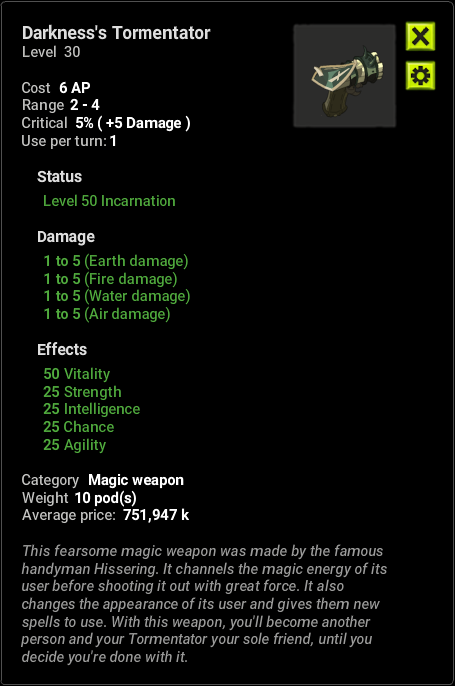 Darkness's Tormentator
Level 30
Cost 6 AP
Range 2 - 4
Critical 5% ( +5 Damage )
Use per turn: 1
Status
Level 50 Incarnation
Damage
1 to 5 (Earth damage)
1 to 5 (Fire damage)
1 to 5 (Water damage)
1 to 5 (Air damage)
Effects
50 Vitality
25 Strength
25 Intelligence
25 Chance
25 Agility
Category Magic weapon
Weight 10 pod(s)
Average price: 751,947 k
This fearsome magic weapon was made by the famous
handyman Hissering. It channels the magic energy of its
user before shooting it out with great force. It also
changes the appearance of its user and gives them new
spells to use. With this weapon, you'll become another
person and your Tormentator your sole friend, until you
decide you're done with it.